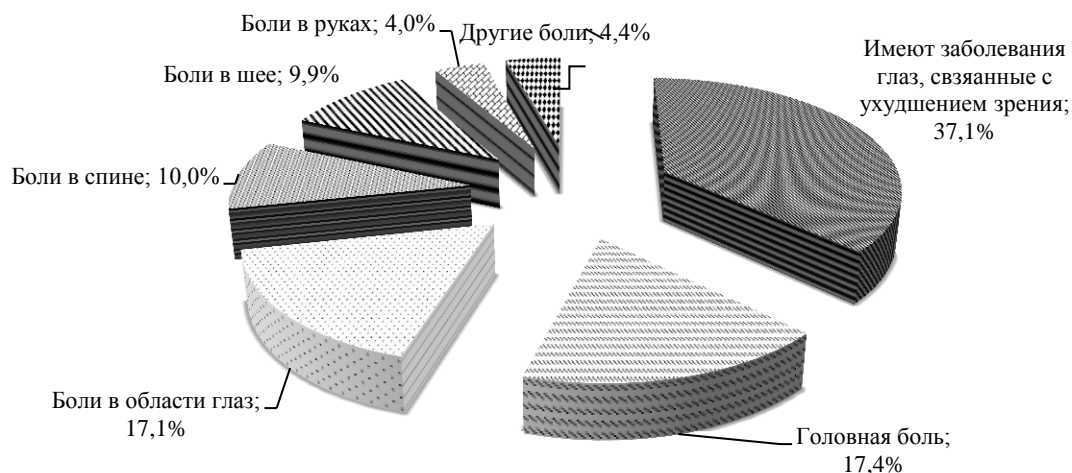 Боли в руках; 4,0%
Другие боли; 4,4%
Боли в шее; 9,9%
Имеют заболевания
глаз, свзяанные с
ухудшением зрения;
37,1%
Боли в спине; 10,0%
Боли в области глаз;
17,1%
Головная боль;
17,4%